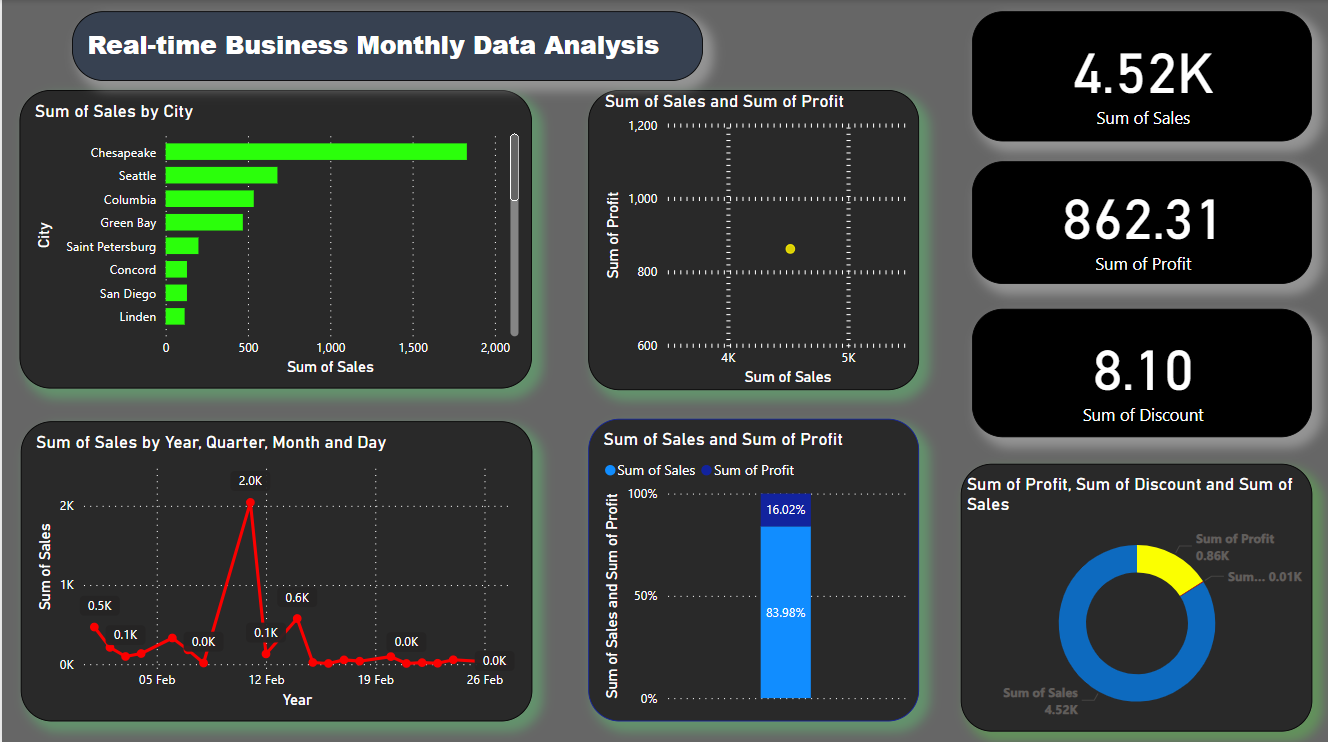 Real-time Business Monthly Data Analysis
4.52K
Sum of Sales
862.31
Sum of Profit
8.10
Sum of Discount
Sum of Sales by City
City
Chesapeake
Seattle
Columbia
Green Bay
Saint Petersburg
Concord
San Diego
Linden
0 500 1,000 1,500 2,000
Sum of Sales
Sum of Sales and Sum of Profit
Sum of Profit
1,200
1,000
800
600
4K 5K
Sum of Sales
Sum of Sales by Year, Quarter, Month and Day
Sum of Sales
2K
1K
0K
0.5K
0.1K
0.0K
2.0K
0.1K
0.6K
0.0K
0.0K
05 Feb 12 Feb 19 Feb 26 Feb
Year
Sum of Sales and Sum of Profit
Sum of Sales Sum of Profit
Sum of Sales and Sum of Profit
100%
50%
0%
16.02%
83.98%
Sum of Profit, Sum of Discount and Sum of
Sales
Sum of Profit
0.86K
Sum... 0.01K
Sum of Sales
4.52K